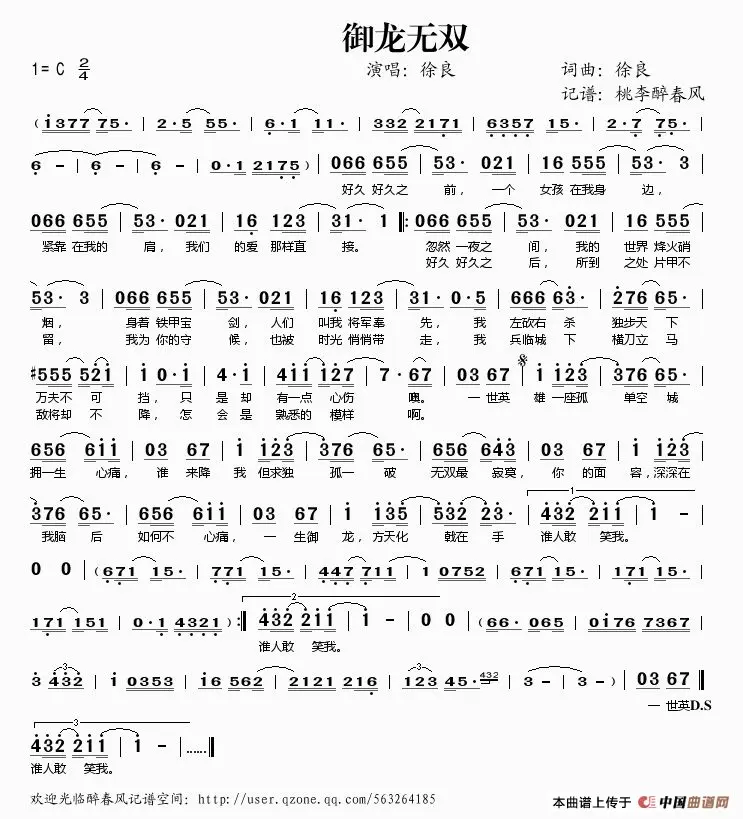 御龙无双
1= C 2/4 演唱：徐良 词曲：徐良
记谱：桃李醉春风
(i377 75· | 2·5 55· | 6·1 11· | 332 2171 | 6357 15· | 2·7 75· |
6 - | 6 - | 6 - | 0·1 2175) | 066 655 | 53· 021 | 16 555 | 53· 3 |
好久 好久之 前， 一个 女孩 在我身 边，
066 655 | 53· 021 | 16 123 | 31· 1 ‖: 066 655 | 53· 021 | 16 555 |
紧靠 在我的 肩， 我们 的爱 那样直 接。 忽然 一夜之 间， 我的 世界 烽火硝
好久 好久之 后， 所到 之处 片甲不
53· 3 | 066 655 | 53· 021 | 16 123 | 31· 0·5 | 666 63· | 276 65· |
烟， 身着 铁甲宝 剑， 人们 叫我 将军奉 先， 我 左砍右 杀 独步天 下
留， 我为 你的守 候， 也被 时光 悄悄带 走， 我 兵临城 下 横刀立 马
#555 521 | i 0·i | 4·i | 411 127 | 7·67 | 03 67 | i i23 | 376 65· |
万夫不 可 挡， 只 是 却 有一点 心伤 噢。 一 世英 雄 一座孤 单空 城
敌将却 不 降， 怎 会 是 熟悉的 模样 啊。
656 6ii | 03 67 | i i23 | 376 65· | 656 643 | 03 67 | i i23 |
拥一生 心痛， 谁 来降 我 但求独 孤一 破 无双最 寂寞， 你 的面 容， 深深在
376 65· | 656 6ii | 03 67 | i i35 | 532 23· | 432 2ii | i - |
我脑 后 如何不 心痛， 一 生御 龙， 方天化 戟在 手 谁人敢 笑我。
1
0 0 | (671 15· | 171 15· | 671 15· | 447 711 | 1 0752 | 671 15· |
171 151 | 0·1 4321) :‖ 432 2ii | i - | 0 0 | (66· 065 | 0i76 7367 |
2
谁人敢 笑我。
3 432 | i 0353 | i6 562 | 2121 216 | 123 45· 432 | 3 - | 3 - ) | 03 67 ‖
一 世英D.S
3
432 2ii | i - |......‖
谁人敢 笑我。
欢迎光临醉春风记谱空间：http://user.qzone.qq.com/563264185
本曲谱上传于 中国曲谱网